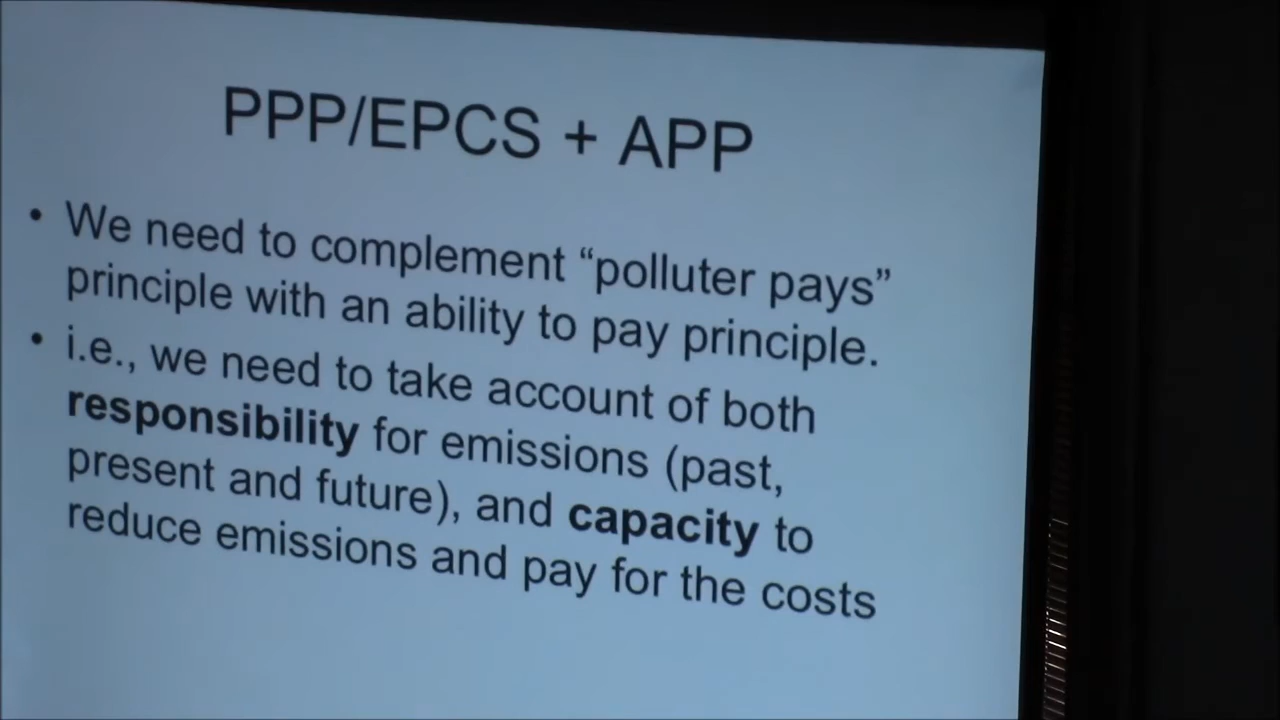 PPP/EPCS + APP
• We need to complement “polluter pays”
principle with an ability to pay principle.
• i.e., we need to take account of both
responsibility for emissions (past,
present and future), and capacity to
reduce emissions and pay for the costs